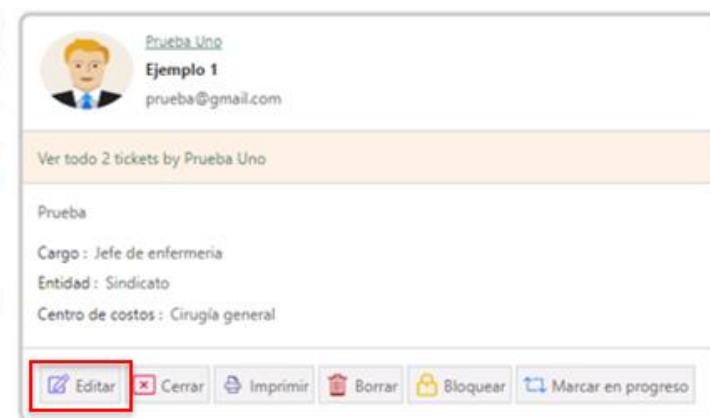 Prueba Uno
Ejemplo 1
prueba@gmail.com
Ver todo 2 tickets by Prueba Uno
Prueba
Cargo : Jefe de enfermeria
Entidad : Sindicato
Centro de costos : Cirugía general
Editar Cerrar Imprimir Borrar Bloquear Marcar en progreso